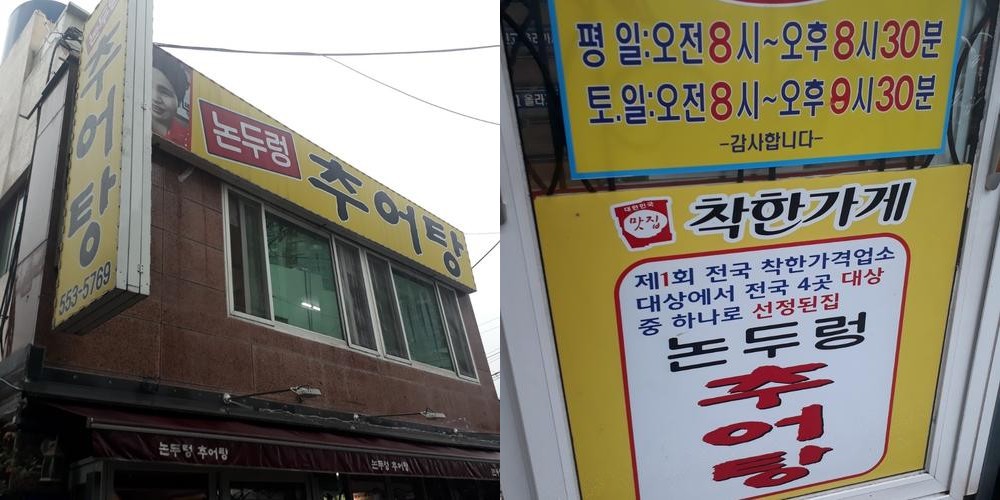 추어탕
553-5769
논두렁
추어탕
논두렁 추어탕
논두렁 추어탕
평 일:오전8시~오후8시30분
토.일:오전8시~오후8시30분
-감사합니다-
대한민국
맛집
착한가게
제1회 전국 착한가격업소
대상에서 전국 4곳 대상
중 하나로 선정된집
논두렁
추어탕